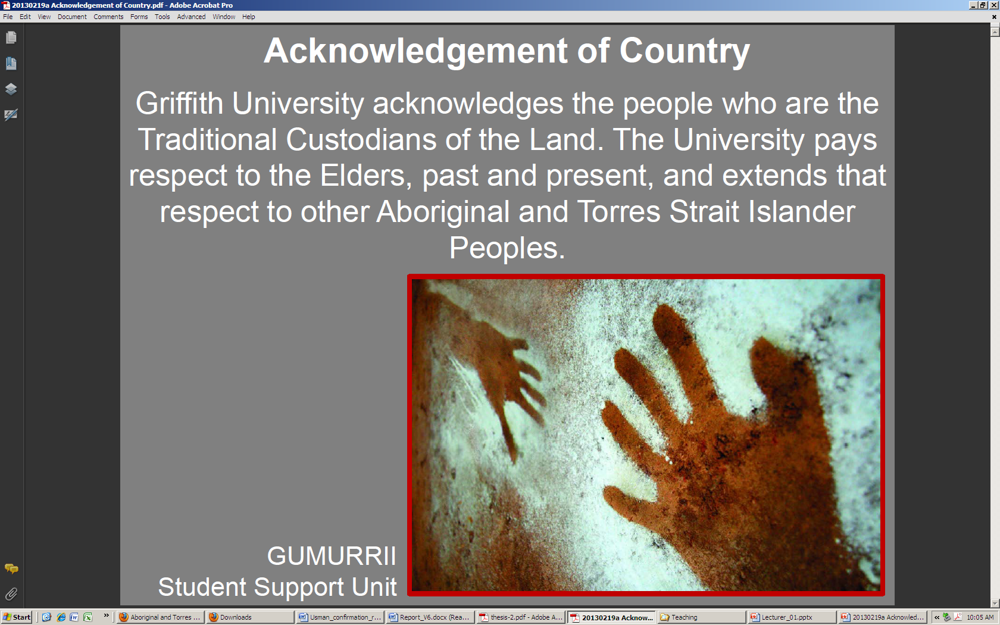 20130219a Acknowledgement of Country.pdf - Adobe Acrobat Pro
File Edit View Document Comments Forms Tools Advanced Window Help
Acknowledgement of Country
Griffith University acknowledges the people who are the
Traditional Custodians of the Land. The University pays
respect to the Elders, past and present, and extends that
respect to other Aboriginal and Torres Strait Islander
Peoples.
GUMURRII
Student Support Unit
Start » Aboriginal and Torres ... Downloads Usman_confirmation_r... Report_V6.docx (Rea... thesis-2.pdf - Adobe A... 20130219a Acknow... Teaching Lecturer_01.pptx 20130219a Acknowled... « 10:05 AM